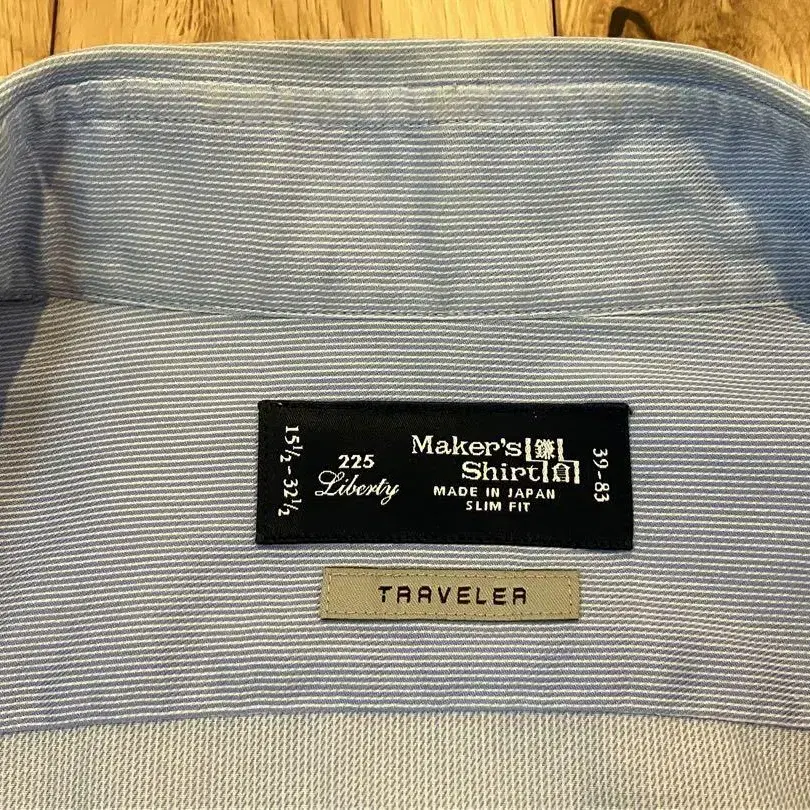 15½-32½
225
Liberty
Maker's 鎌
Shirt 倉
MADE IN JAPAN
SLIM FIT
39-83
TRAVELER